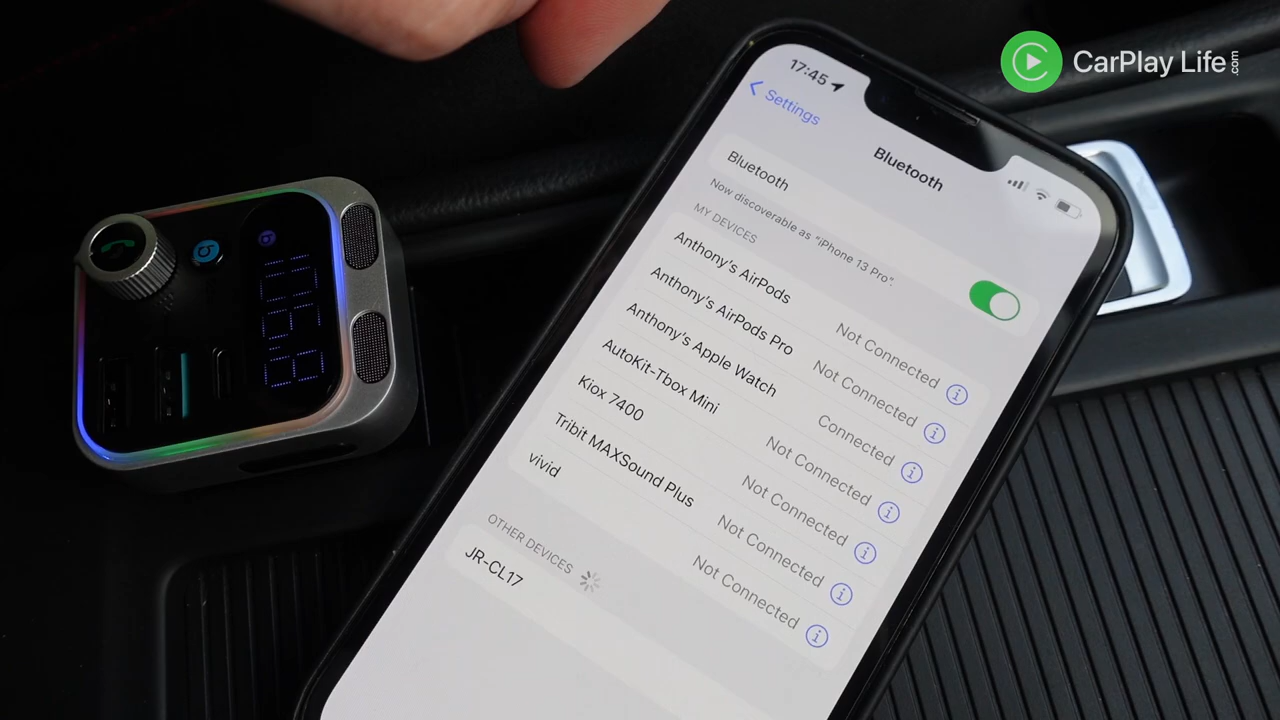 CarPlay Life.com
17:45
Settings
Bluetooth
Bluetooth
Now discoverable as "iPhone 13 Pro".
MY DEVICES
Anthony's AirPods Not Connected
Anthony's AirPods Pro Not Connected
Anthony's Apple Watch Connected
AutoKit-Tbox Mini Not Connected
Kiox 7400 Not Connected
Tribit MAXSound Plus Not Connected
vivid Not Connected
OTHER DEVICES
JR-CL17